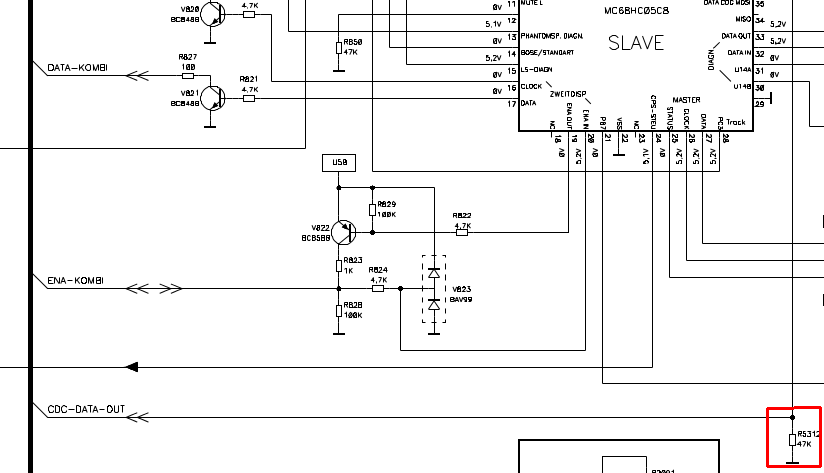 11 MUTE L
MC68HC05C8
DATA CDC MOSI 35
V820
BC848B
4,7K
0V
12
MISO 34
5,2V
5,1V
13 PHANTOMSP. DIAGN.
SLAVE
DATA OUT 33
5,2V
R850
47K
0V
14 BOSE/STANDART
DIAGN
DATA IN 32
0V
R827
100
5,2V
15 LS-DIAGN
U14A 31
0V
DATA-KOMBI
R821
4,7K
0V
16 CLOCK
ZWEITDISP.
U14B 30
V821
BC848B
0V
17 DATA
MASTER
29
NC
ENA OUT
ENA IN
PB7
VSS
NC
CPS-STEU
STATUS
CLOCK
DATA
PC3
Track
18
19
20
21
22
23
24
25
26
27
28
0V
5,2V
0V
5,1V
0V
5,2V
5,2V
5,2V
U5B
R829
100K
V822
BC858B
R822
4,7K
R823
1K
R824
4,7K
V823
BAV99
ENA-KOMBI
R828
100K
CDC-DATA-OUT
R5312
47K